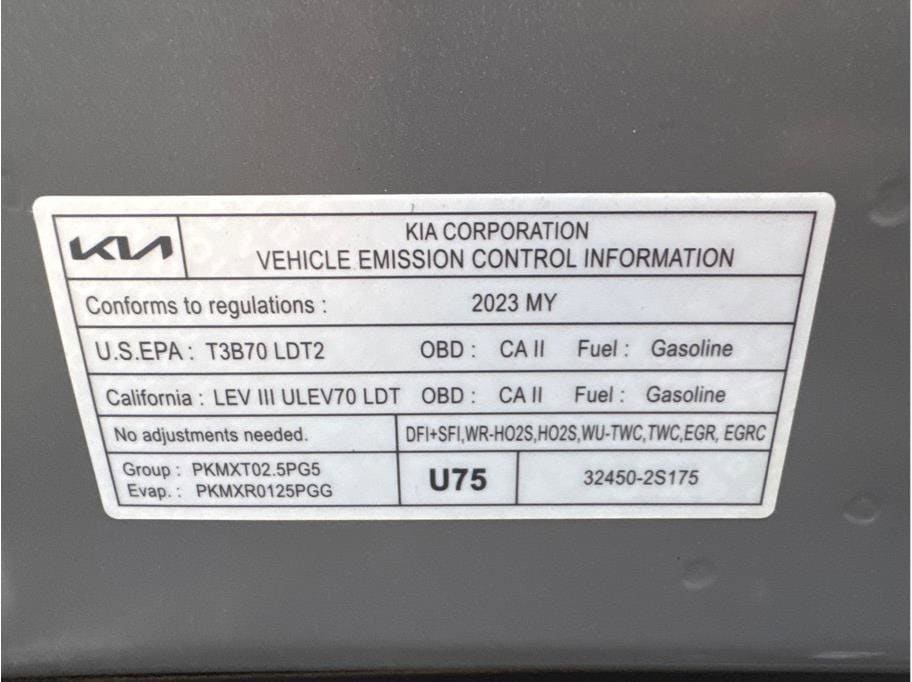 KIA
KIA CORPORATION
VEHICLE EMISSION CONTROL INFORMATION
Conforms to regulations : 2023 MY
U.S.EPA : T3B70 LDT2 OBD : CA II Fuel : Gasoline
California : LEV III ULEV70 LDT OBD : CA II Fuel : Gasoline
No adjustments needed. DFI+SFI,WR-HO2S,HO2S,WU-TWC,TWC,EGR, EGRC
Group : PKMXT02.5PG5
Evap. : PKMXR0125PGG
U75 32450-2S175